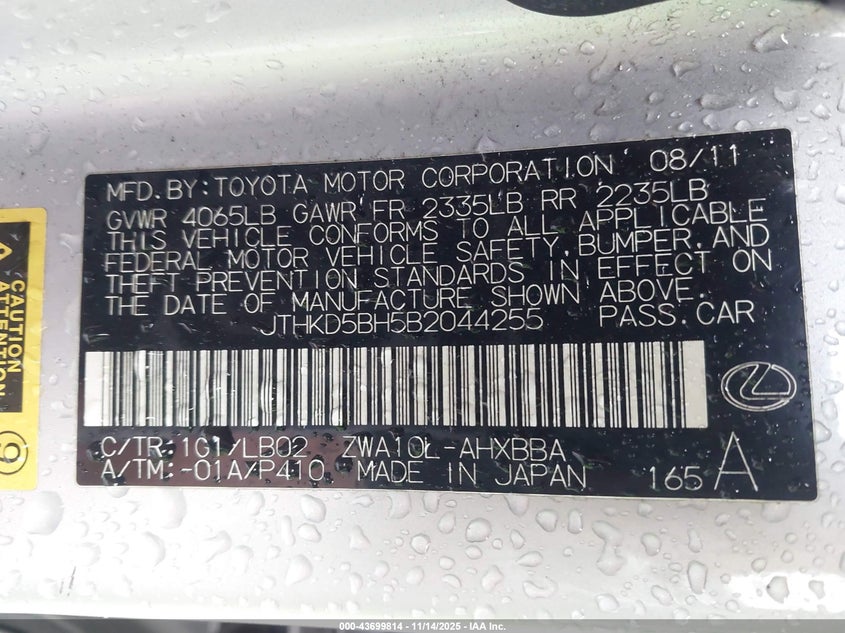 MFD. BY: TOYOTA MOTOR CORPORATION 08/11
GVWR 4065LB GAWR FR 2335LB RR 2235LB
THIS VEHICLE CONFORMS TO ALL APPLICABLE
FEDERAL MOTOR VEHICLE SAFETY, BUMPER, AND
THEFT PREVENTION STANDARDS IN EFFECT ON
THE DATE OF MANUFACTURE SHOWN ABOVE.
JTHKD5BH5B2044255 PASS. CAR
C/TR: 1G1/LB02 ZWA10L-AHXBBA
A/TM: -01A/P410 MADE IN JAPAN 165 A
CAUTION
ATTENTION
000-43699814 - 11/14/2025 - IAA, Inc.